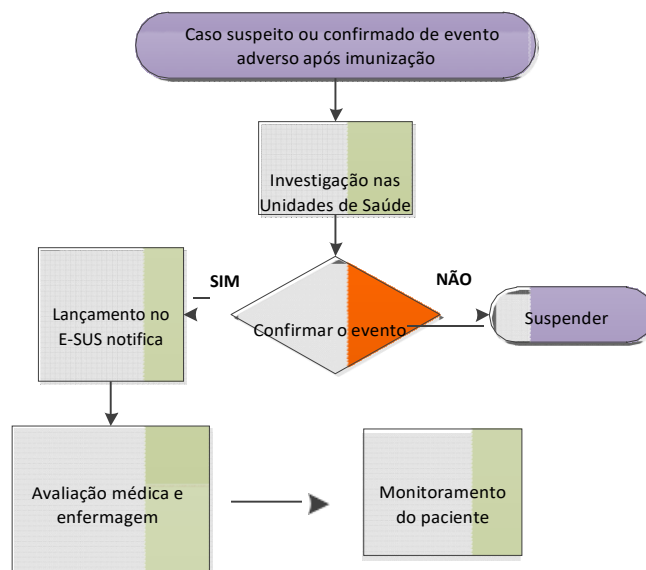 Caso suspeito ou confirmado de evento
adverso após imunização
Investigação nas
Unidades de Saúde
SIM
NÃO
Lançamento no
E-SUS notifica
Confirmar o evento
Suspender
Avaliação médica e
enfermagem
Monitoramento
do paciente